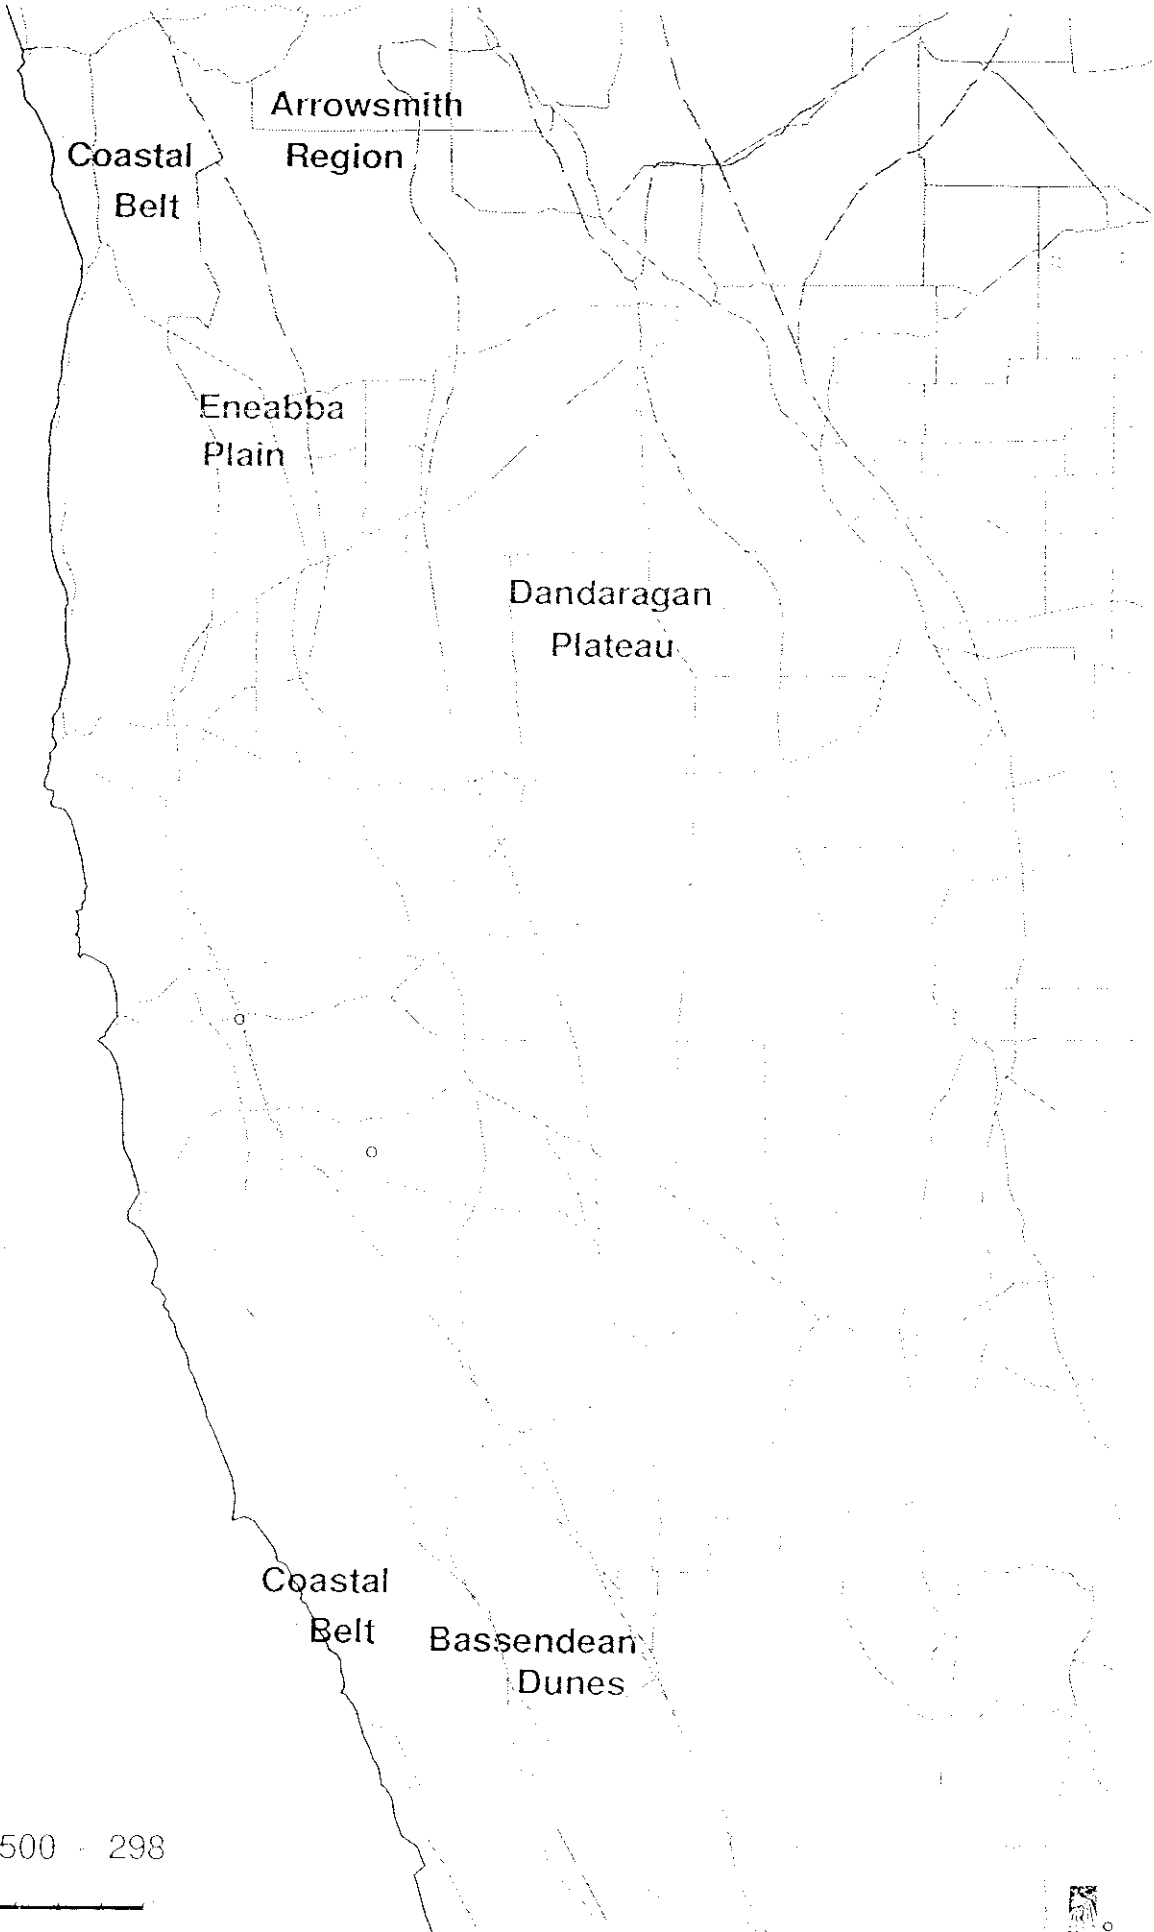 Arrowsmith
Region
Coastal
Belt
Eneabba
Plain
Dandaragan
Plateau
Coastal
Belt
Bassendean
Dunes
500 - 298